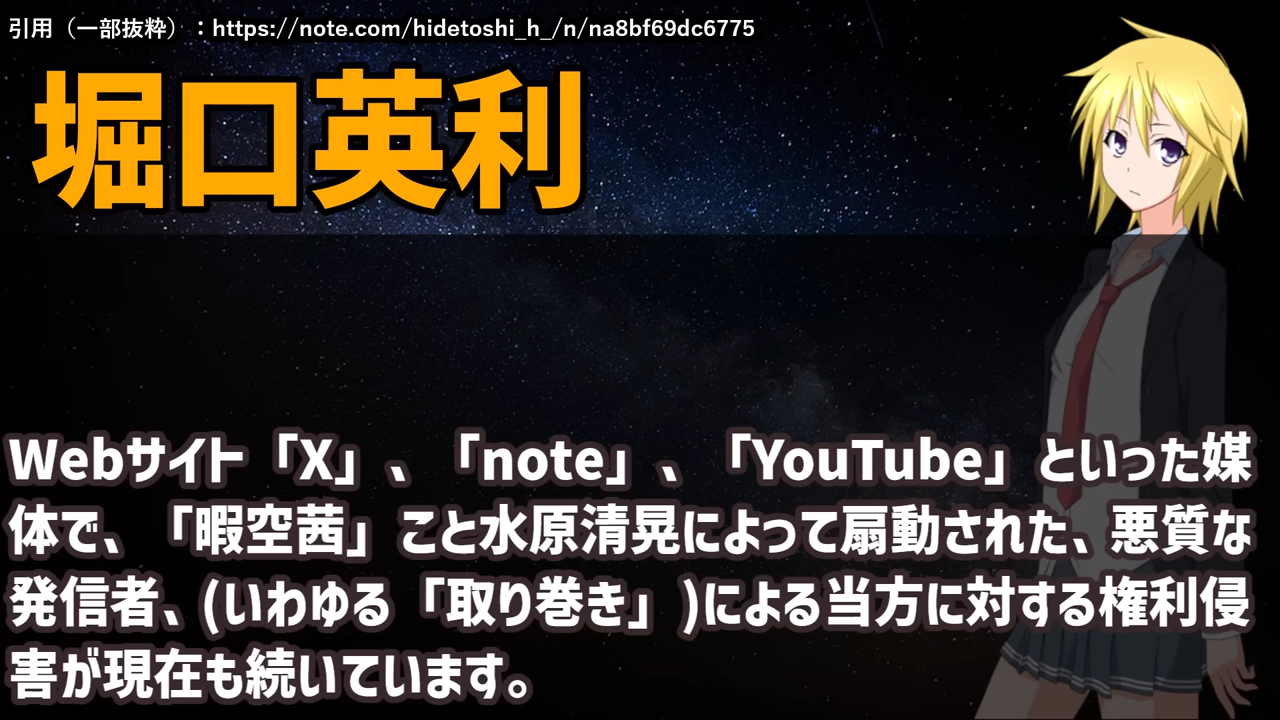 引用（一部抜粋）：https://note.com/hidetoshi_h_/n/na8bf69dc6775
堀口英利
Webサイト「X」、「note」、「YouTube」といった媒
体で、「暇空茜」こと水原清晃によって扇動された、悪質な
発信者、(いわゆる「取り巻き」)による当方に対する権利侵
害が現在も続いています。